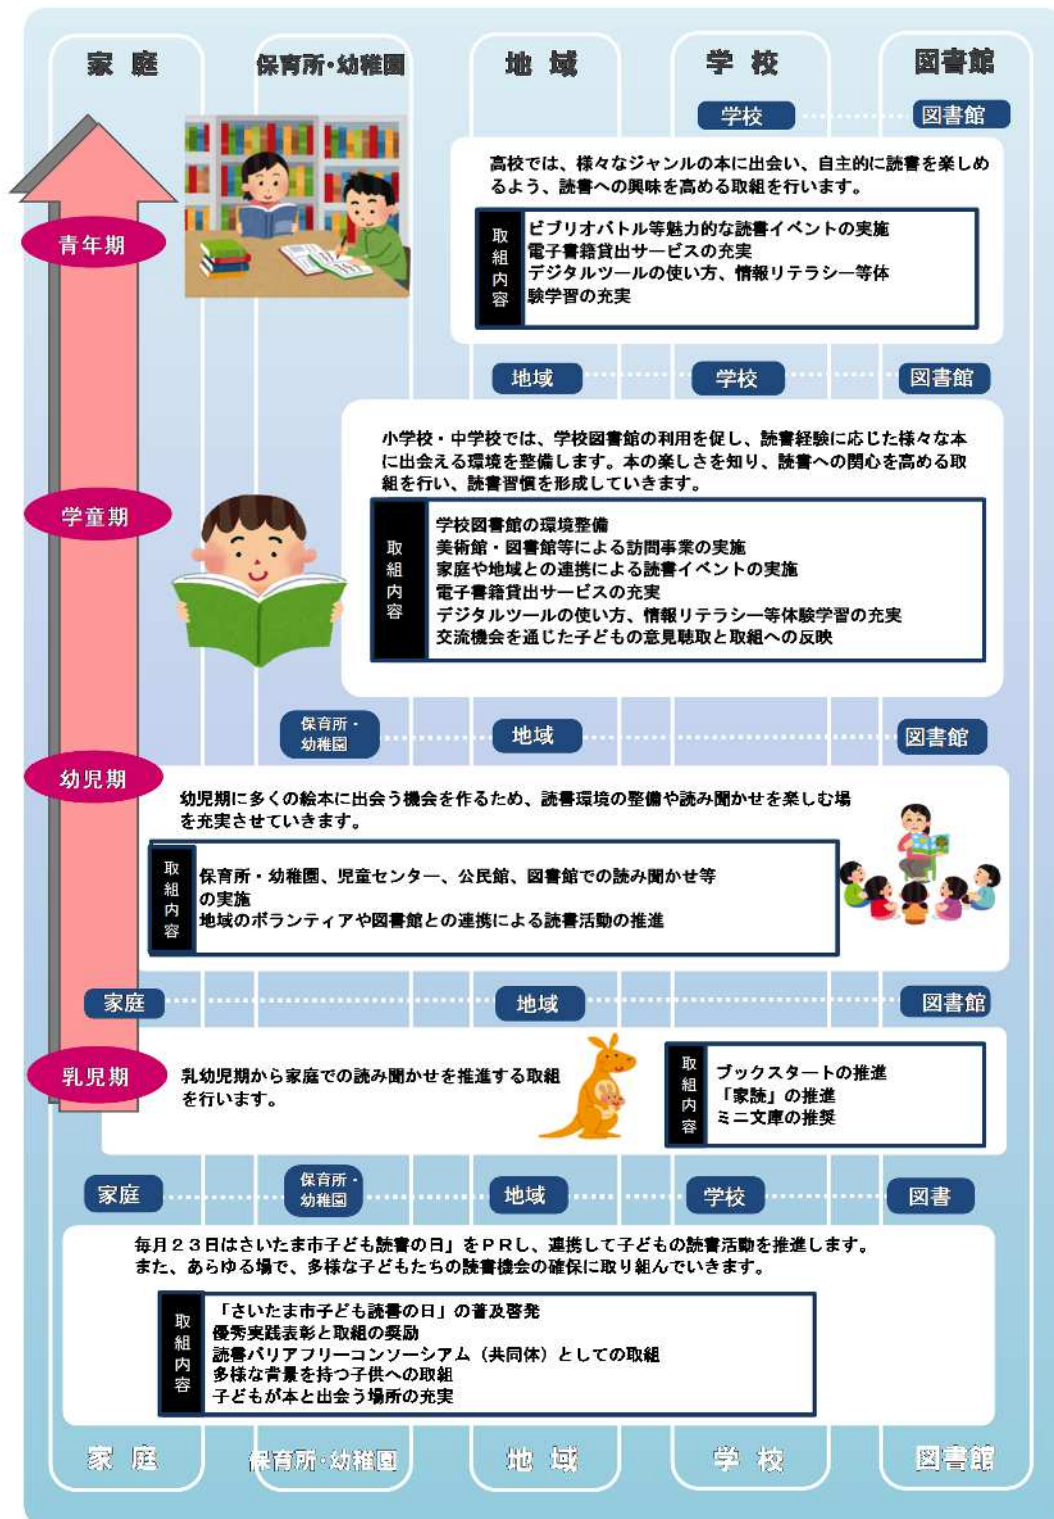 家庭
保育所・幼稚園
地域
学校
図書館
学校
図書館
高校では、様々なジャンルの本に出会い、自主的に読書を楽しめ
るよう、読書への興味を高める取組を行います。
青年期
取組内容
ビブリオバトル等魅力的な読書イベントの実施
電子書籍貸出サービスの充実
デジタルツールの使い方、情報リテラシー等体
験学習の充実
地域
学校
図書館
小学校・中学校では、学校図書館の利用を促し、読書経験に応じた様々な本
に出会える環境を整備します。本の楽しさを知り、読書への関心を高める取
組を行い、読書習慣を形成していきます。
学童期
取組内容
学校図書館の環境整備
美術館・図書館等による訪問事業の実施
家庭や地域との連携による読書イベントの実施
電子書籍貸出サービスの充実
デジタルツールの使い方、情報リテラシー等体験学習の充実
交流機会を通じた子どもの意見聴取と取組への反映
保育所・
幼稚園
地域
図書館
幼児期
幼児期に多くの絵本に出会う機会を作るため、読書環境の整備や読み聞かせを楽しむ場
を充実させていきます。
取組内容
保育所・幼稚園、児童センター、公民館、図書館での読み聞かせ等
の実施
地域のボランティアや図書館との連携による読書活動の推進
家庭
地域
図書館
乳児期
乳幼児期から家庭での読み聞かせを推進する取組
を行います。
取組内容
ブックスタートの推進
「家読」の推進
ミニ文庫の推奨
家庭
保育所・
幼稚園
地域
学校
図書
毎月２３日はさいたま市子ども読書の日」をＰＲし、連携して子どもの読書活動を推進します。
また、あらゆる場で、多様な子どもたちの読書機会の確保に取り組んでいきます。
取組内容
「さいたま市子ども読書の日」の普及啓発
優秀実践表彰と取組の奨励
読書バリアフリーコンソーシアム（共同体）としての取組
多様な背景を持つ子供への取組
子どもが本と出会う場所の充実
家庭
保育所・幼稚園
地域
学校
図書館